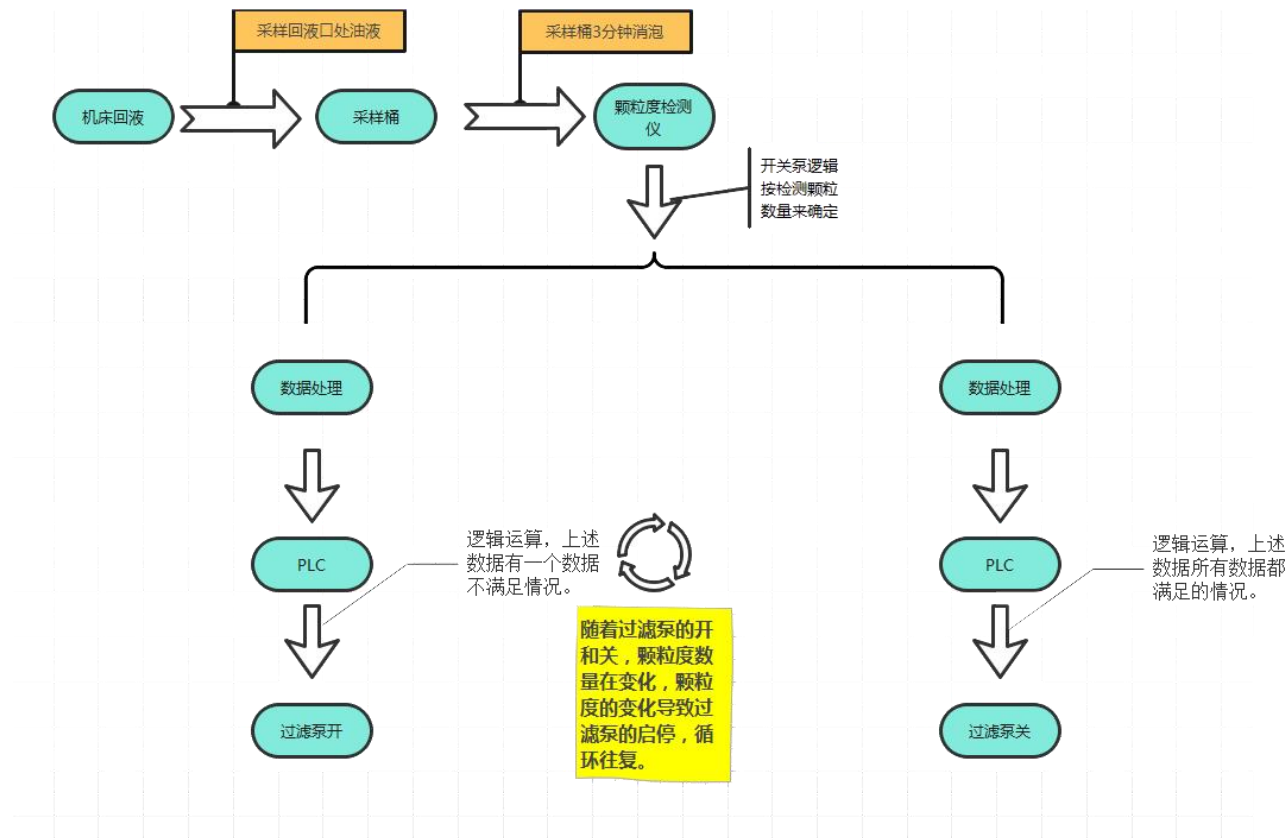 采样回液口处油液
采样桶3分钟消泡
机床回液
采样桶
颗粒度检测
仪
开关泵逻辑
按检测颗粒
数量来确定
数据处理
数据处理
PLC
逻辑运算，上述
数据有一个数据
不满足情况。
PLC
逻辑运算，上述
数据所有数据都
满足的情况。
随着过滤泵的开
和关，颗粒度数
量在变化，颗粒
度的变化导致过
滤泵的启停，循
环往复。
过滤泵开
过滤泵关